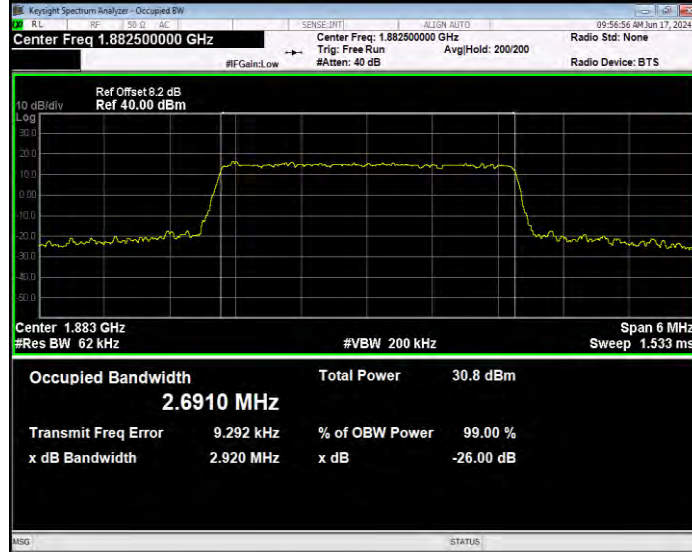 Keysight Spectrum Analyzer - Occupied BW
RL RF 50 Ω AC SENSE:INT ALIGN AUTO 09:56:56 AM Jun 17, 2024
Center Freq 1.882500000 GHz
Center Freq: 1.882500000 GHz
Radio Std: None
Trig: Free Run Avg|Hold: 200/200
#IFGain:Low #Atten: 40 dB Radio Device: BTS
Ref Offset 8.2 dB
10 dB/div Ref 40.00 dBm
Log
30.0
20.0
10.0
0.00
-10.0
-20.0
-30.0
-40.0
-50.0
Center 1.883 GHz Span 6 MHz
#Res BW 62 kHz #VBW 200 kHz Sweep 1.533 ms
Occupied Bandwidth Total Power 30.8 dBm
2.6910 MHz
Transmit Freq Error 9.292 kHz % of OBW Power 99.00 %
x dB Bandwidth 2.920 MHz x dB -26.00 dB
MSG STATUS